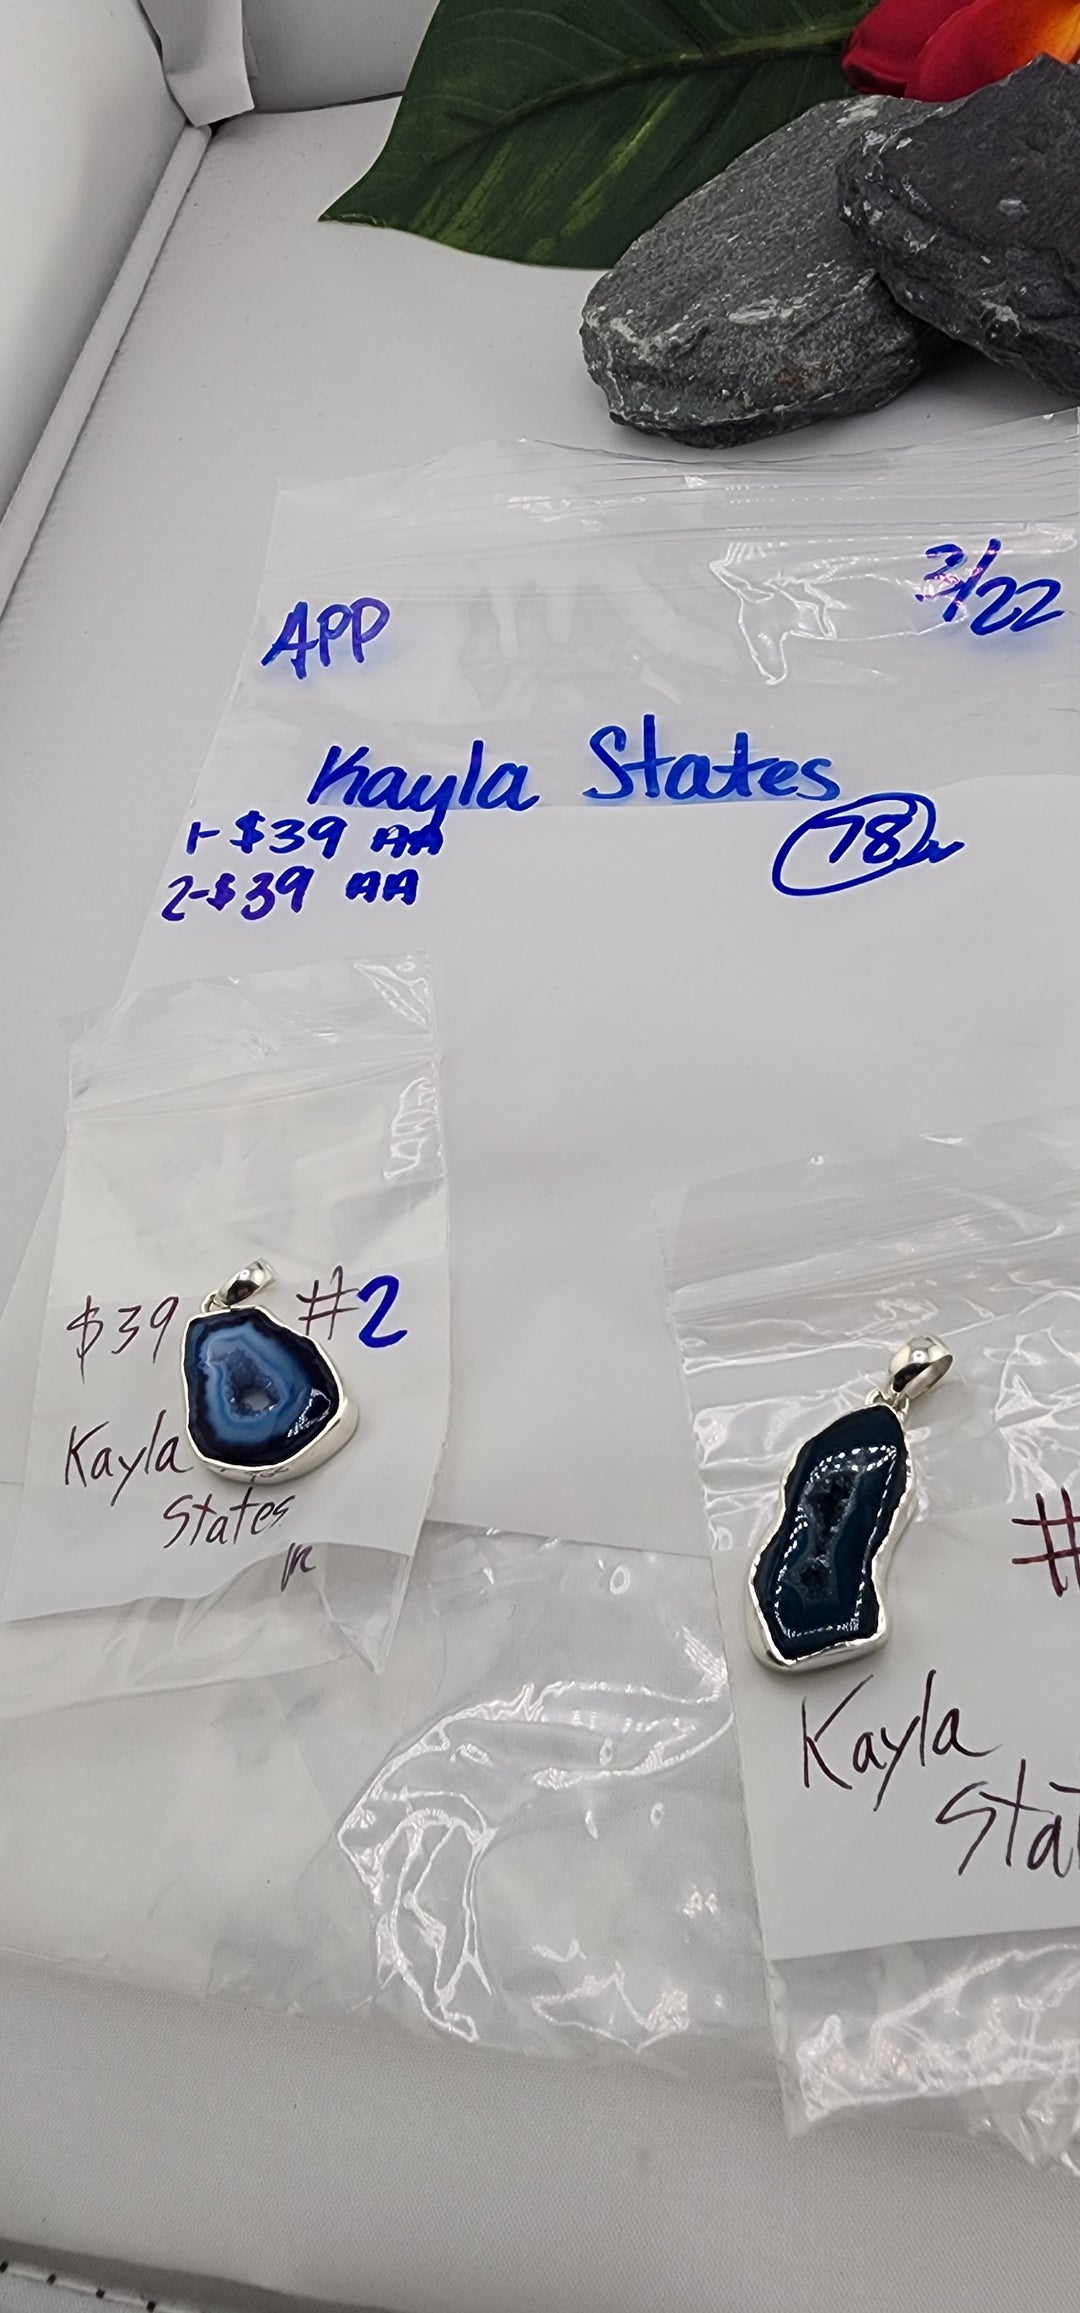 APP
3/22
Kayla States
1-$39 AA
78
2-$39 AA
$39 #2
Kayla
States
#
Kayla
Sta